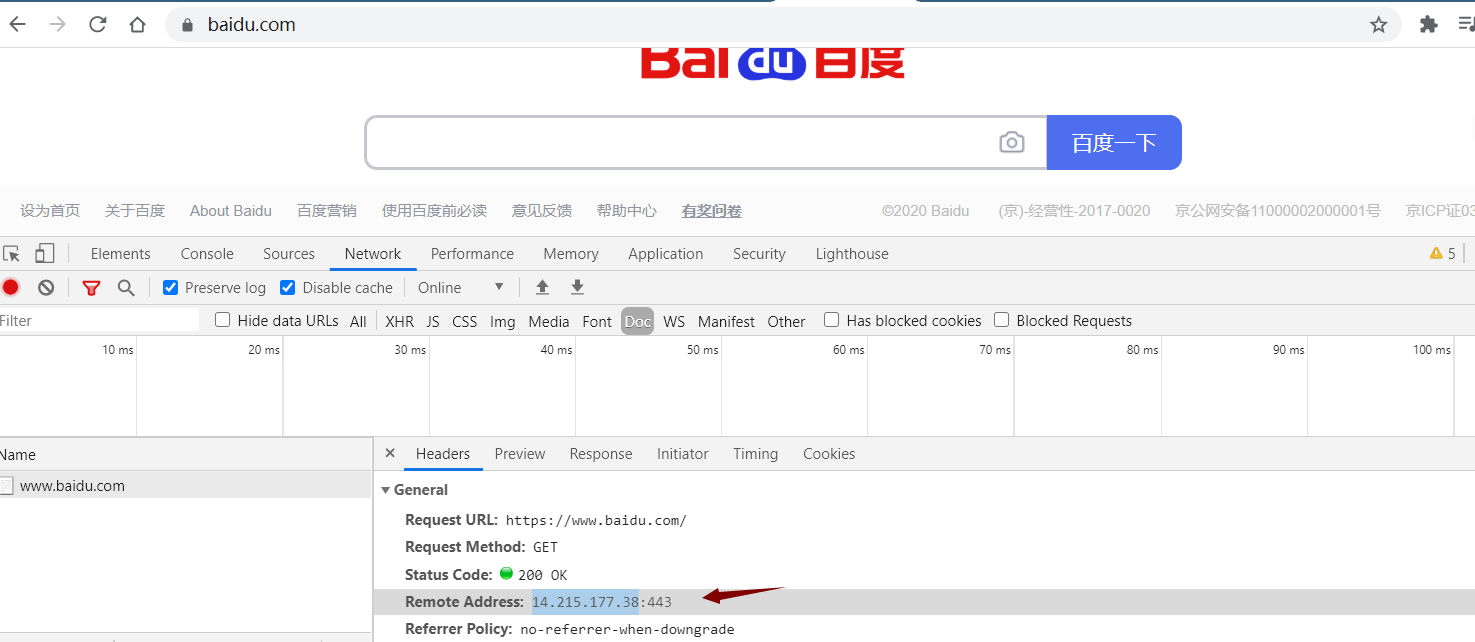 baidu.com
Bai du 百度
百度一下
设为首页 关于百度 About Baidu 百度营销 使用百度前必读 意见反馈 帮助中心 有奖问卷 ©2020 Baidu (京)-经营性-2017-0020 京公网安备11000002000001号 京ICP证03
Elements Console Sources Network Performance Memory Application Security Lighthouse 5
Preserve log Disable cache Online
Filter Hide data URLs All XHR JS CSS Img Media Font Doc WS Manifest Other Has blocked cookies Blocked Requests
10 ms 20 ms 30 ms 40 ms 50 ms 60 ms 70 ms 80 ms 90 ms 100 ms
Name Headers Preview Response Initiator Timing Cookies
www.baidu.com
General
Request URL: https://www.baidu.com/
Request Method: GET
Status Code: 200 OK
Remote Address: 14.215.177.38:443
Referrer Policy: no-referrer-when-downgrade